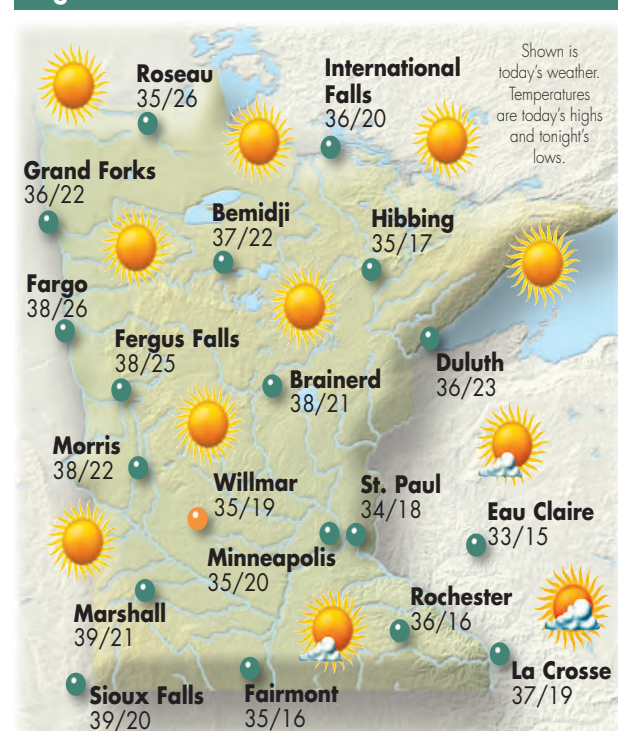 Shown is
today's weather.
Temperatures
are today's highs
and tonight's
lows.
Roseau
35/26
International
Falls
36/20
Grand Forks
36/22
Bemidji
37/22
Hibbing
35/17
Fargo
38/26
Fergus Falls
38/25
Brainerd
38/21
Duluth
36/23
Morris
38/22
Willmar
35/19
St. Paul
34/18
Eau Claire
33/15
Minneapolis
35/20
Marshall
39/21
Rochester
36/16
La Crosse
37/19
Sioux Falls
39/20
Fairmont
35/16